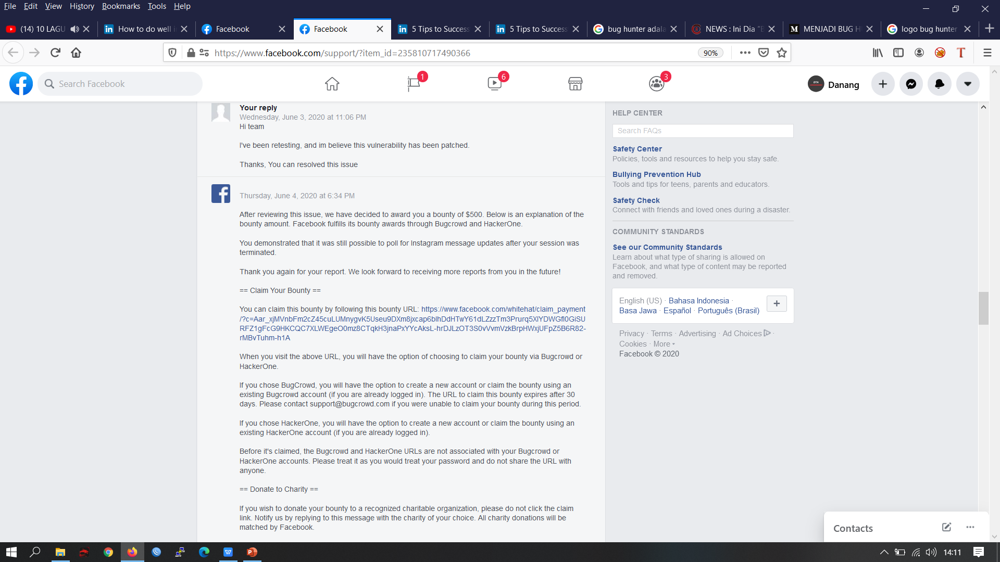 File Edit View History Bookmarks Tools Help
(14) 10 LAGU
How to do well i
Facebook
Facebook
5 Tips to Success
5 Tips to Success
bug hunter adala
NEWS : Ini Dia "B
MENJADI BUG H
logo bug hunter
https://www.facebook.com/support/?item_id=235810717490366
90%
Search Facebook
1
6
3
Danang
Your reply
Wednesday, June 3, 2020 at 11:06 PM
Hi team
I've been retesting, and im believe this vulnerability has been patched.
Thanks, You can resolved this issue
Thursday, June 4, 2020 at 6:34 PM
After reviewing this issue, we have decided to award you a bounty of $500. Below is an explanation of the
bounty amount. Facebook fulfills its bounty awards through Bugcrowd and HackerOne.
You demonstrated that it was still possible to poll for Instagram message updates after your session was
terminated.
Thank you again for your report. We look forward to receiving more reports from you in the future!
== Claim Your Bounty ==
You can claim this bounty by following this bounty URL: https://www.facebook.com/whitehat/claim_payment
/?c=Aar_xjMVnbFm2cZ45cuLUMnygvK5Useu9DXm8jxcap6blhDdHTwY61dLZzzTm3Prurq5XlYDWGfl0GiSU
RFZ1gFcG9HKCQC7XLWEgeO0mz8CTqkH3jnaPxYYcAksL-hrDJLzOT3S0vVvmVzkBrpHWxjUFpZ5B6R82-
rMBvTuhm-h1A
When you visit the above URL, you will have the option of choosing to claim your bounty via Bugcrowd or
HackerOne.
If you chose BugCrowd, you will have the option to create a new account or claim the bounty using an
existing Bugcrowd account (if you are already logged in). The URL to claim this bounty expires after 30
days. Please contact support@bugcrowd.com if you were unable to claim your bounty during this period.
If you chose HackerOne, you will have the option to create a new account or claim the bounty using an
existing HackerOne account (if you are already logged in).
Before it's claimed, the Bugcrowd and HackerOne URLs are not associated with your Bugcrowd or
HackerOne accounts. Please treat it as you would treat your password and do not share the URL with
anyone.
== Donate to Charity ==
If you wish to donate your bounty to a recognized charitable organization, please do not click the claim
link. Notify us by replying to this message with the charity of your choice. All charity donations will be
matched by Facebook.
HELP CENTER
Search FAQs
Safety Center
Policies, tools and resources to help you stay safe.
Bullying Prevention Hub
Tools and tips for teens, parents and educators.
Safety Check
Connect with friends and loved ones during a disaster.
COMMUNITY STANDARDS
See our Community Standards
Learn about what type of sharing is allowed on
Facebook, and what type of content may be reported
and removed.
English (US) · Bahasa Indonesia ·
Basa Jawa · Español · Português (Brasil)
Privacy · Terms · Advertising · Ad Choices ·
Cookies · More
Facebook © 2020
Contacts
14:11